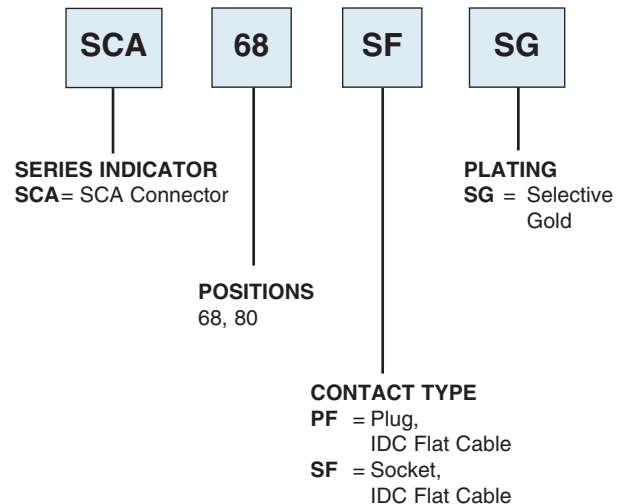 SCA 68 SF SG
SERIES INDICATOR
SCA= SCA Connector
PLATING
SG = Selective
Gold
POSITIONS
68, 80
CONTACT TYPE
PF = Plug,
IDC Flat Cable
SF = Socket,
IDC Flat Cable